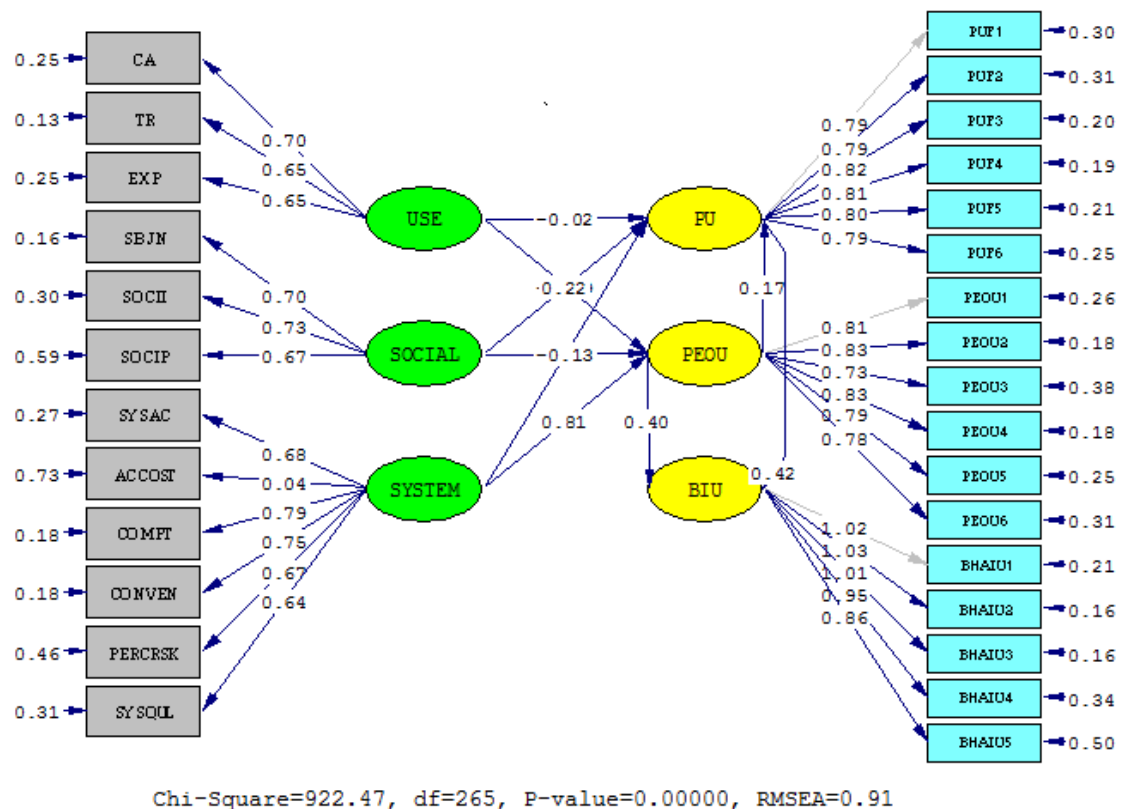 0.25 CA
0.13 TR
0.25 EXP
0.16 SBJN
0.30 SOCII
0.59 SOCIP
0.27 SYSAC
0.73 ACCOST
0.18 COMPT
0.18 CONVEN
0.46 PERCRSK
0.31 SYSQUL
0.70
0.65
0.65
0.70
0.73
0.67
0.68
0.04
0.79
0.75
0.67
0.64
USE
SOCIAL
SYSTEM
-0.02
-0.22
-0.13
0.81
PU
PEOU
BIU
0.17
0.40
0.42
0.79
0.79
0.82
0.81
0.80
0.79
0.81
0.83
0.73
0.83
0.79
0.78
1.02
1.03
1.01
0.95
0.86
PUF1 0.30
PUF2 0.31
PUF3 0.20
PUF4 0.19
PUF5 0.21
PUF6 0.25
PEOU1 0.26
PEOU2 0.18
PEOU3 0.38
PEOU4 0.18
PEOU5 0.25
PEOU6 0.31
BHAIU1 0.21
BHAIU2 0.16
BHAIU3 0.16
BHAIU4 0.34
BHAIU5 0.50
Chi-Square=922.47, df=265, P-value=0.00000, RMSEA=0.91